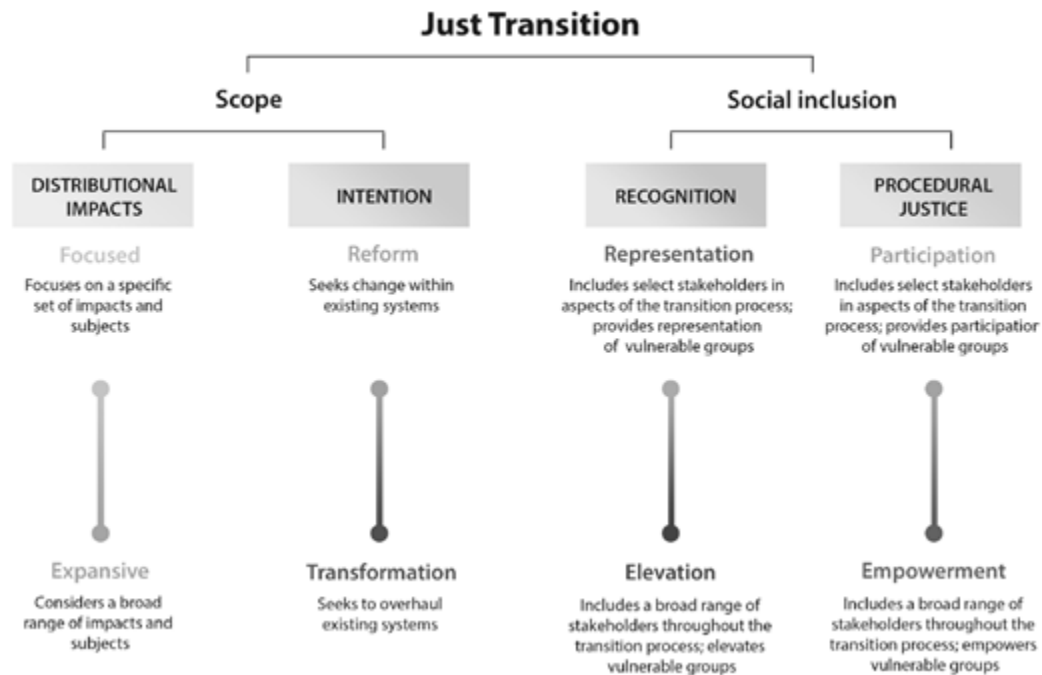 Just Transition
Scope
Social inclusion
DISTRIBUTIONAL
IMPACTS
Focused
Focuses on a specific
set of impacts and
subjects
Expansive
Considers a broad
range of impacts and
subjects
INTENTION
Reform
Seeks change within
existing systems
Transformation
Seeks to overhaul
existing systems
RECOGNITION
Representation
Includes select stakeholders in
aspects of the transition process;
provides representation
of vulnerable groups
Elevation
Includes a broad range of
stakeholders throughout the
transition process; elevates
vulnerable groups
PROCEDURAL
JUSTICE
Participation
Includes select stakeholders
in aspects of the transition
process; provides participation
of vulnerable groups
Empowerment
Includes a broad range of
stakeholders throughout the
transition process; empowers
vulnerable groups